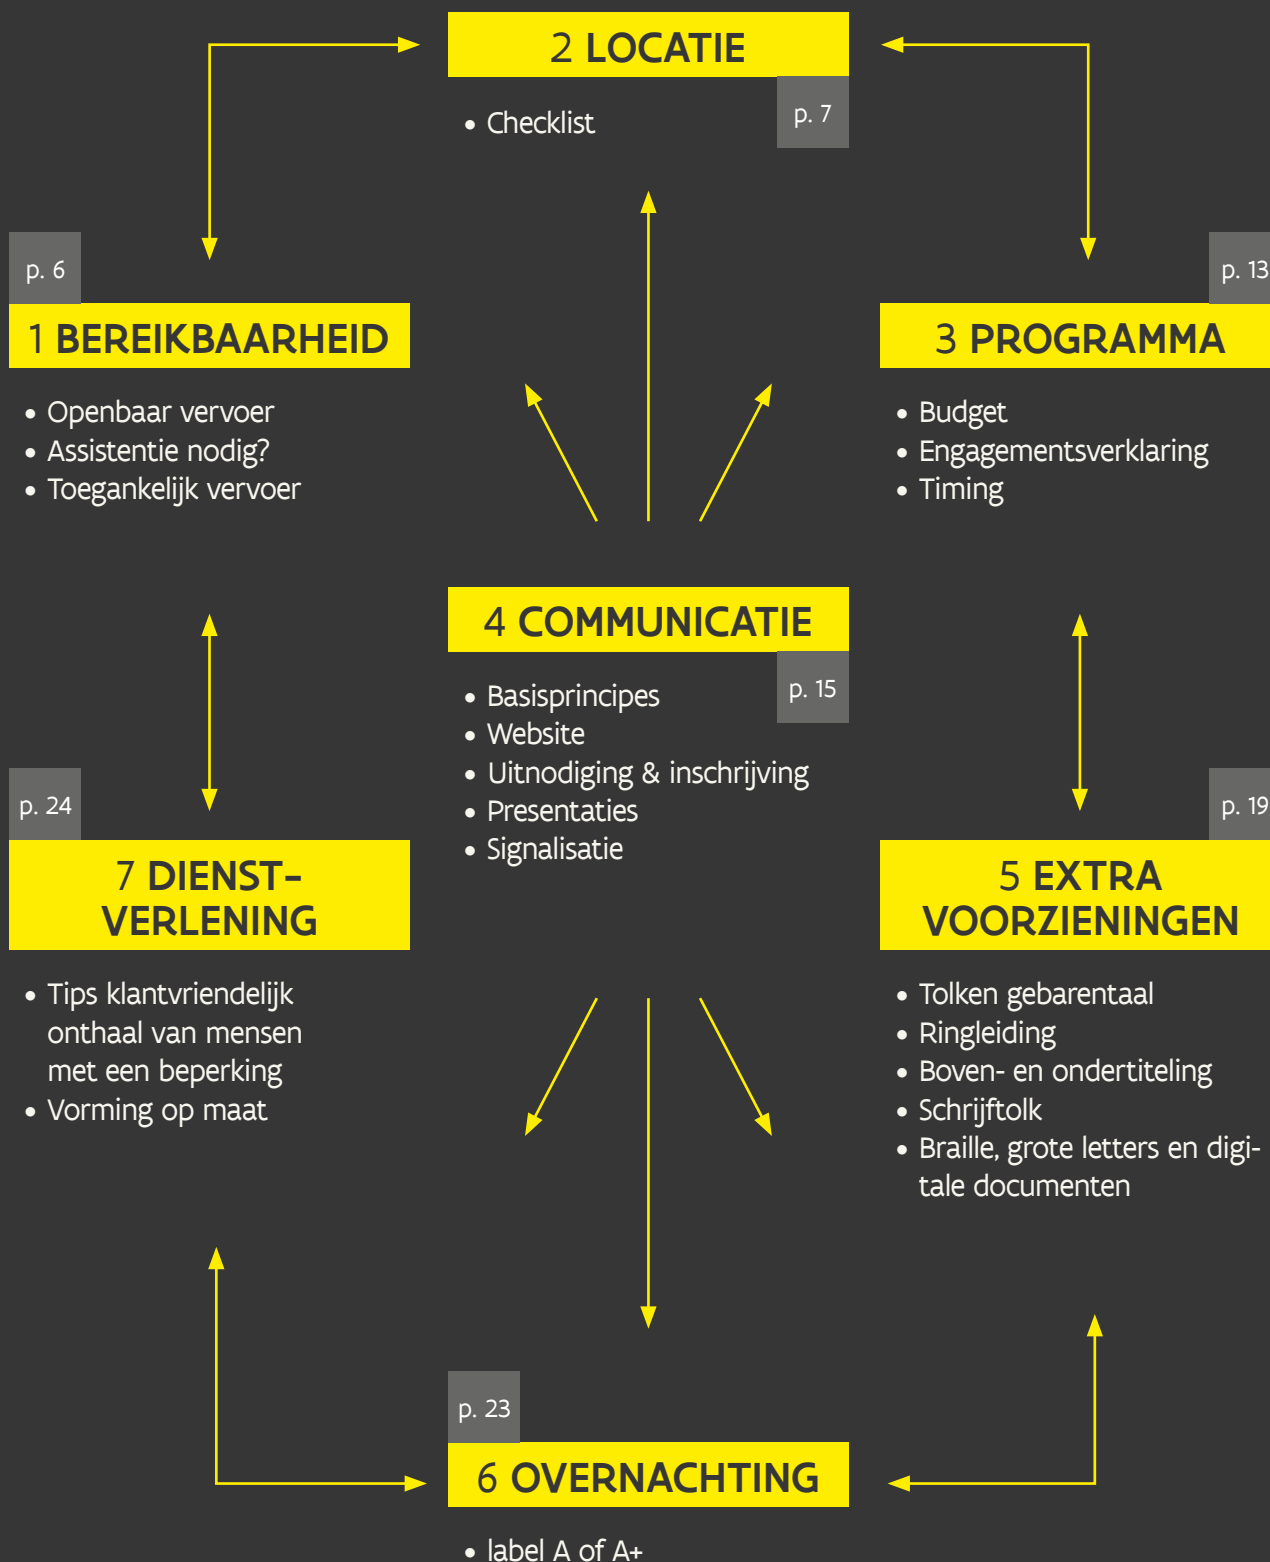 2 LOCATIE
p. 7
• Checklist
p. 6
1 BEREIKBAARHEID
• Openbaar vervoer
• Assistentie nodig?
• Toegankelijk vervoer
p. 13
3 PROGRAMMA
• Budget
• Engagementsverklaring
• Timing
4 COMMUNICATIE
p. 15
• Basisprincipes
• Website
• Uitnodiging & inschrijving
• Presentaties
• Signalisatie
p. 24
7 DIENST-
VERLENING
• Tips klantvriendelijk
onthaal van mensen
met een beperking
• Vorming op maat
p. 19
5 EXTRA
VOORZIENINGEN
• Tolken gebarentaal
• Ringleiding
• Boven- en ondertiteling
• Schrijftolk
• Braille, grote letters en digi-
tale documenten
p. 23
6 OVERNACHTING
• label A of A+